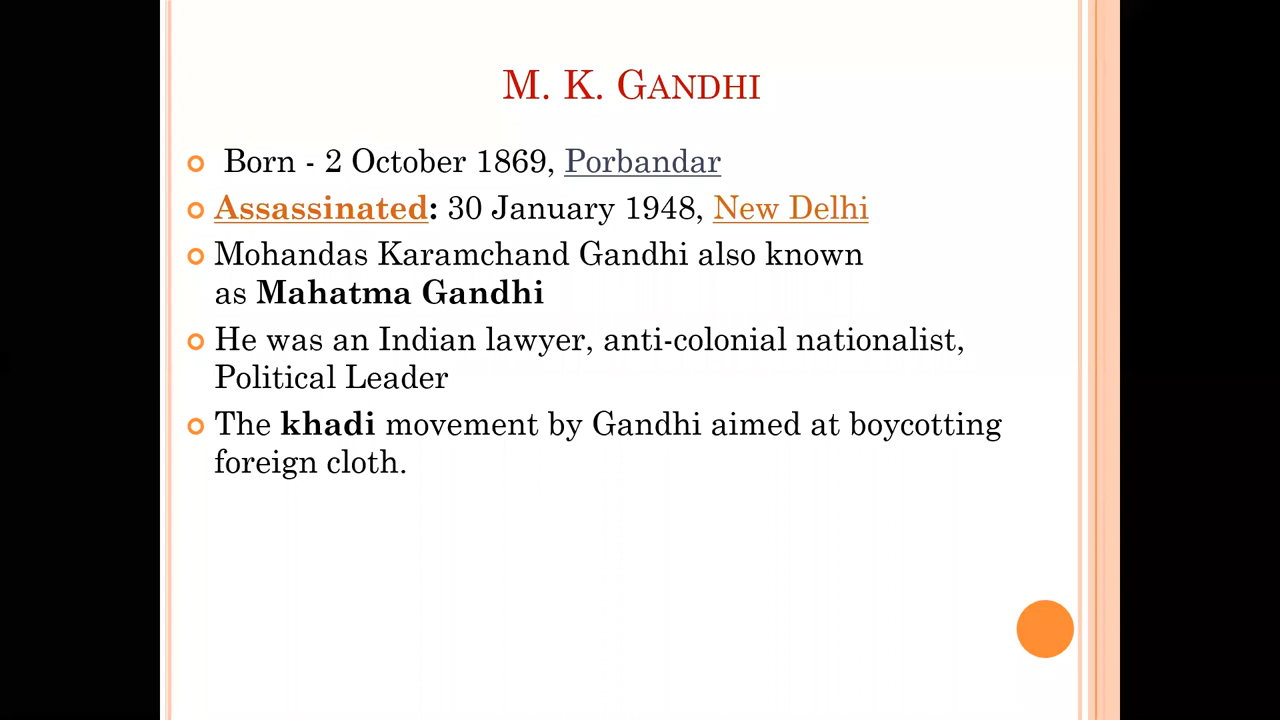 M. K. GANDHI
Born - 2 October 1869, Porbandar
Assassinated: 30 January 1948, New Delhi
Mohandas Karamchand Gandhi also known
as Mahatma Gandhi
He was an Indian lawyer, anti-colonial nationalist,
Political Leader
The khadi movement by Gandhi aimed at boycotting
foreign cloth.